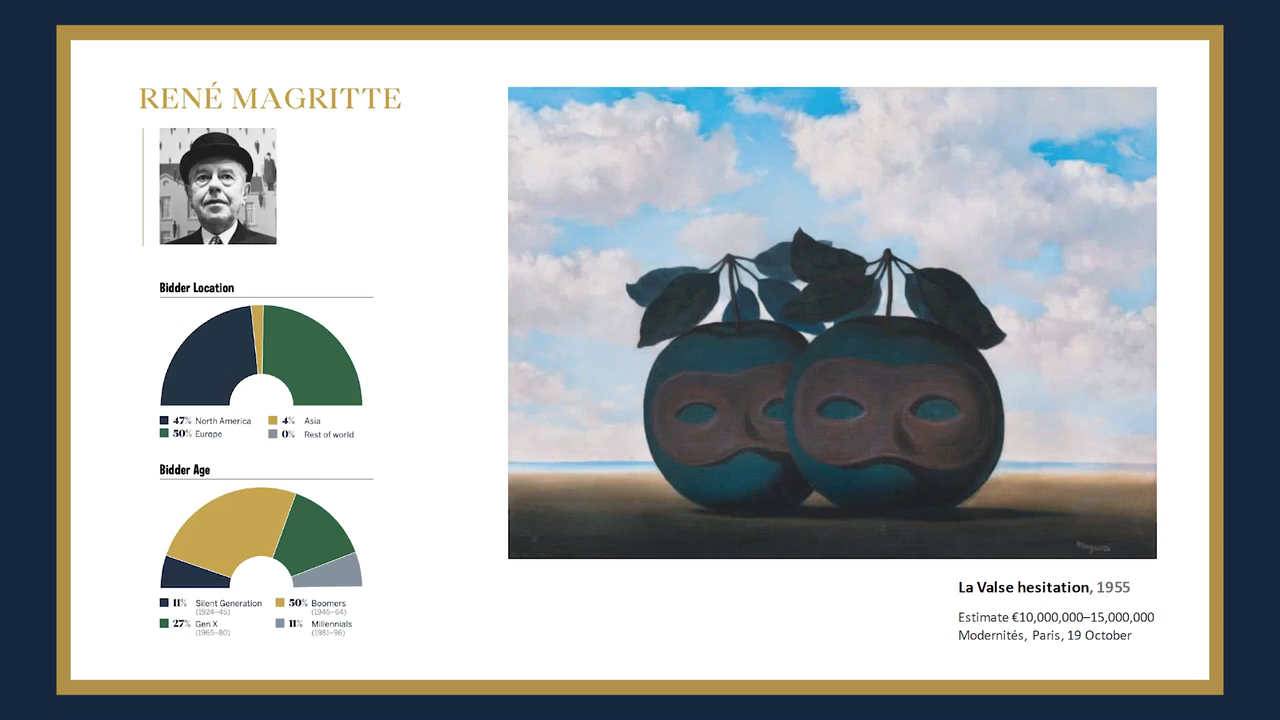 RENÉ MAGRITTE
Bidder Location
47% North America
4% Asia
50% Europe
0% Rest of world
Bidder Age
11% Silent Generation
(1924–45)
50% Boomers
(1946–64)
27% Gen X
(1965–80)
11% Millennials
(1981–96)
Magritte
La Valse hesitation, 1955
Estimate €10,000,000–15,000,000
Modernités, Paris, 19 October